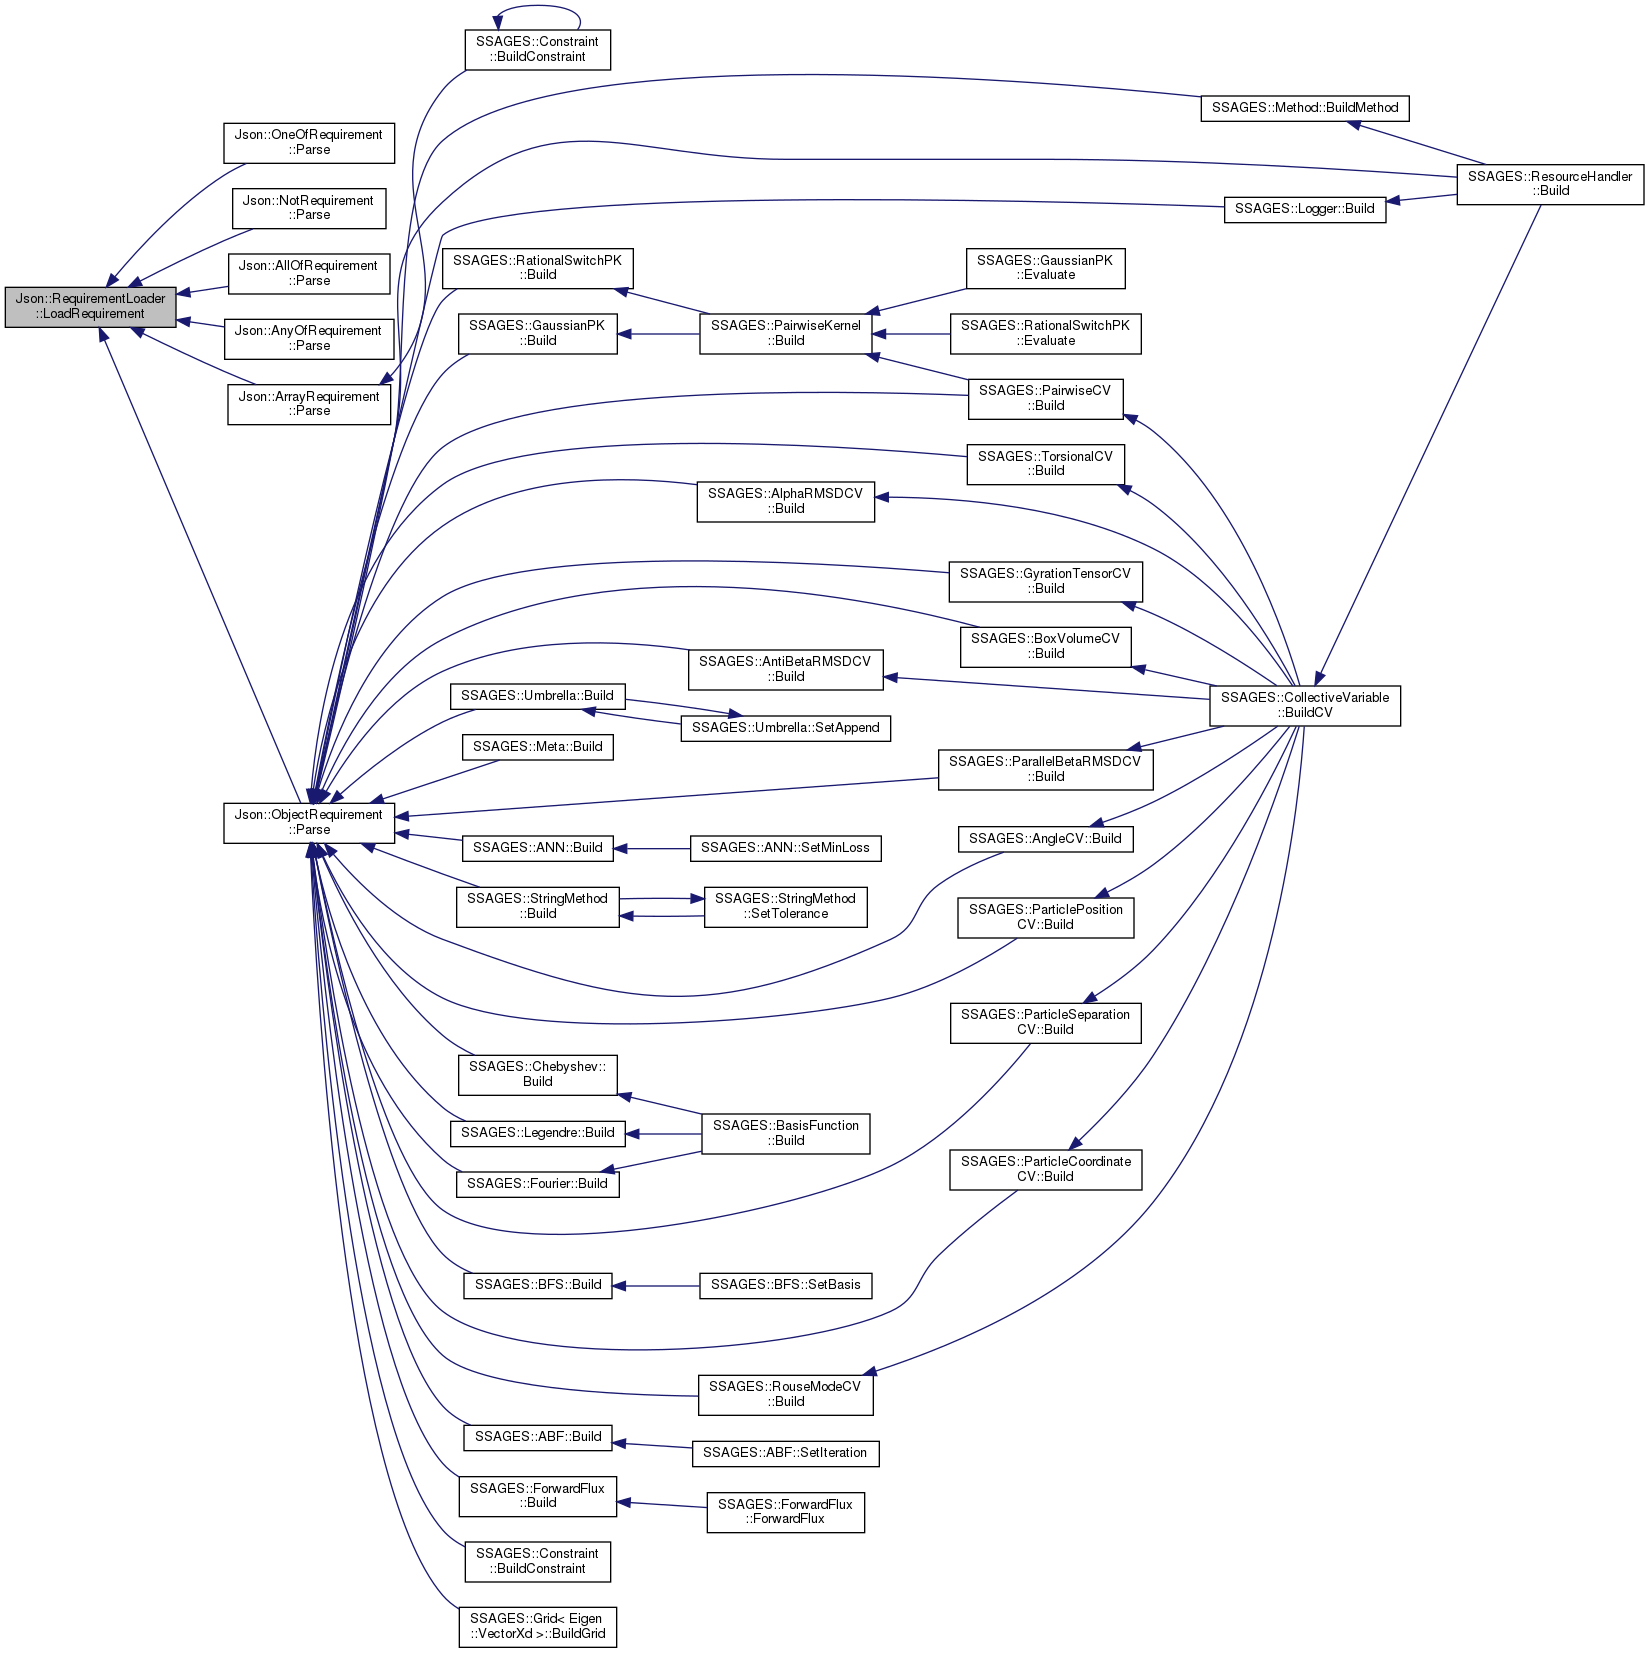 SSAGES::Constraint
::BuildConstraint
SSAGES::Method::BuildMethod
Json::OneOfRequirement
::Parse
SSAGES::ResourceHandler
::Build
Json::NotRequirement
::Parse
SSAGES::Logger::Build
Json::AllOfRequirement
::Parse
SSAGES::RationalSwitchPK
::Build
SSAGES::GaussianPK
::Evaluate
Json::RequirementLoader
::LoadRequirement
Json::AnyOfRequirement
::Parse
SSAGES::GaussianPK
::Build
SSAGES::PairwiseKernel
::Build
SSAGES::RationalSwitchPK
::Evaluate
Json::ArrayRequirement
::Parse
SSAGES::PairwiseCV
::Build
SSAGES::TorsionalCV
::Build
SSAGES::AlphaRMSDCV
::Build
SSAGES::GyrationTensorCV
::Build
SSAGES::BoxVolumeCV
::Build
SSAGES::AntiBetaRMSDCV
::Build
SSAGES::Umbrella::Build
SSAGES::CollectiveVariable
::BuildCV
SSAGES::Umbrella::SetAppend
SSAGES::Meta::Build
SSAGES::ParallelBetaRMSDCV
::Build
Json::ObjectRequirement
::Parse
SSAGES::AngleCV::Build
SSAGES::ANN::Build
SSAGES::ANN::SetMinLoss
SSAGES::StringMethod
::Build
SSAGES::StringMethod
::SetTolerance
SSAGES::ParticlePosition
CV::Build
SSAGES::ParticleSeparation
CV::Build
SSAGES::Chebyshev::
Build
SSAGES::Legendre::Build
SSAGES::BasisFunction
::Build
SSAGES::Fourier::Build
SSAGES::ParticleCoordinate
CV::Build
SSAGES::BFS::Build
SSAGES::BFS::SetBasis
SSAGES::RouseModeCV
::Build
SSAGES::ABF::Build
SSAGES::ABF::SetIteration
SSAGES::ForwardFlux
::Build
SSAGES::ForwardFlux
::ForwardFlux
SSAGES::Constraint
::BuildConstraint
SSAGES::Grid< Eigen
::VectorXd >::BuildGrid